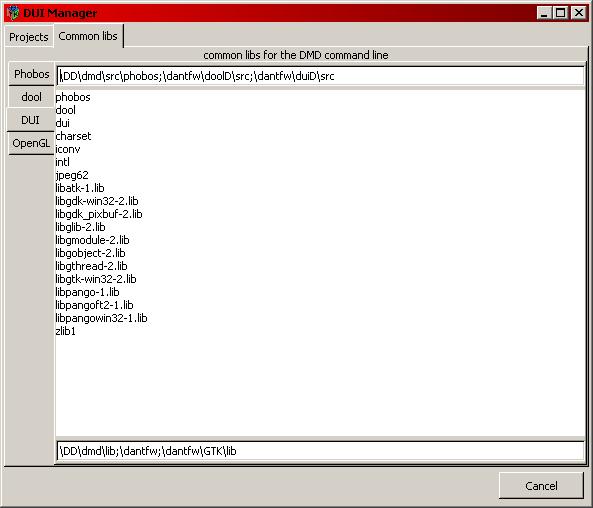 DUI Manager
Projects
Common libs
common libs for the DMD command line
Phobos
dool
DUI
OpenGL
\DD\dmd\src\phobos;\dantfw\doolD\src;\dantfw\duiD\src
phobos
dool
dui
charset
iconv
intl
jpeg62
libatk-1.lib
libgdk-win32-2.lib
libgdk_pixbuf-2.lib
libglib-2.lib
libgmodule-2.lib
libgobject-2.lib
libgthread-2.lib
libgtk-win32-2.lib
libpango-1.lib
libpangoft2-1.lib
libpangowin32-1.lib
zlib1
\DD\dmd\lib;\dantfw;\dantfw\GTK\lib
Cancel